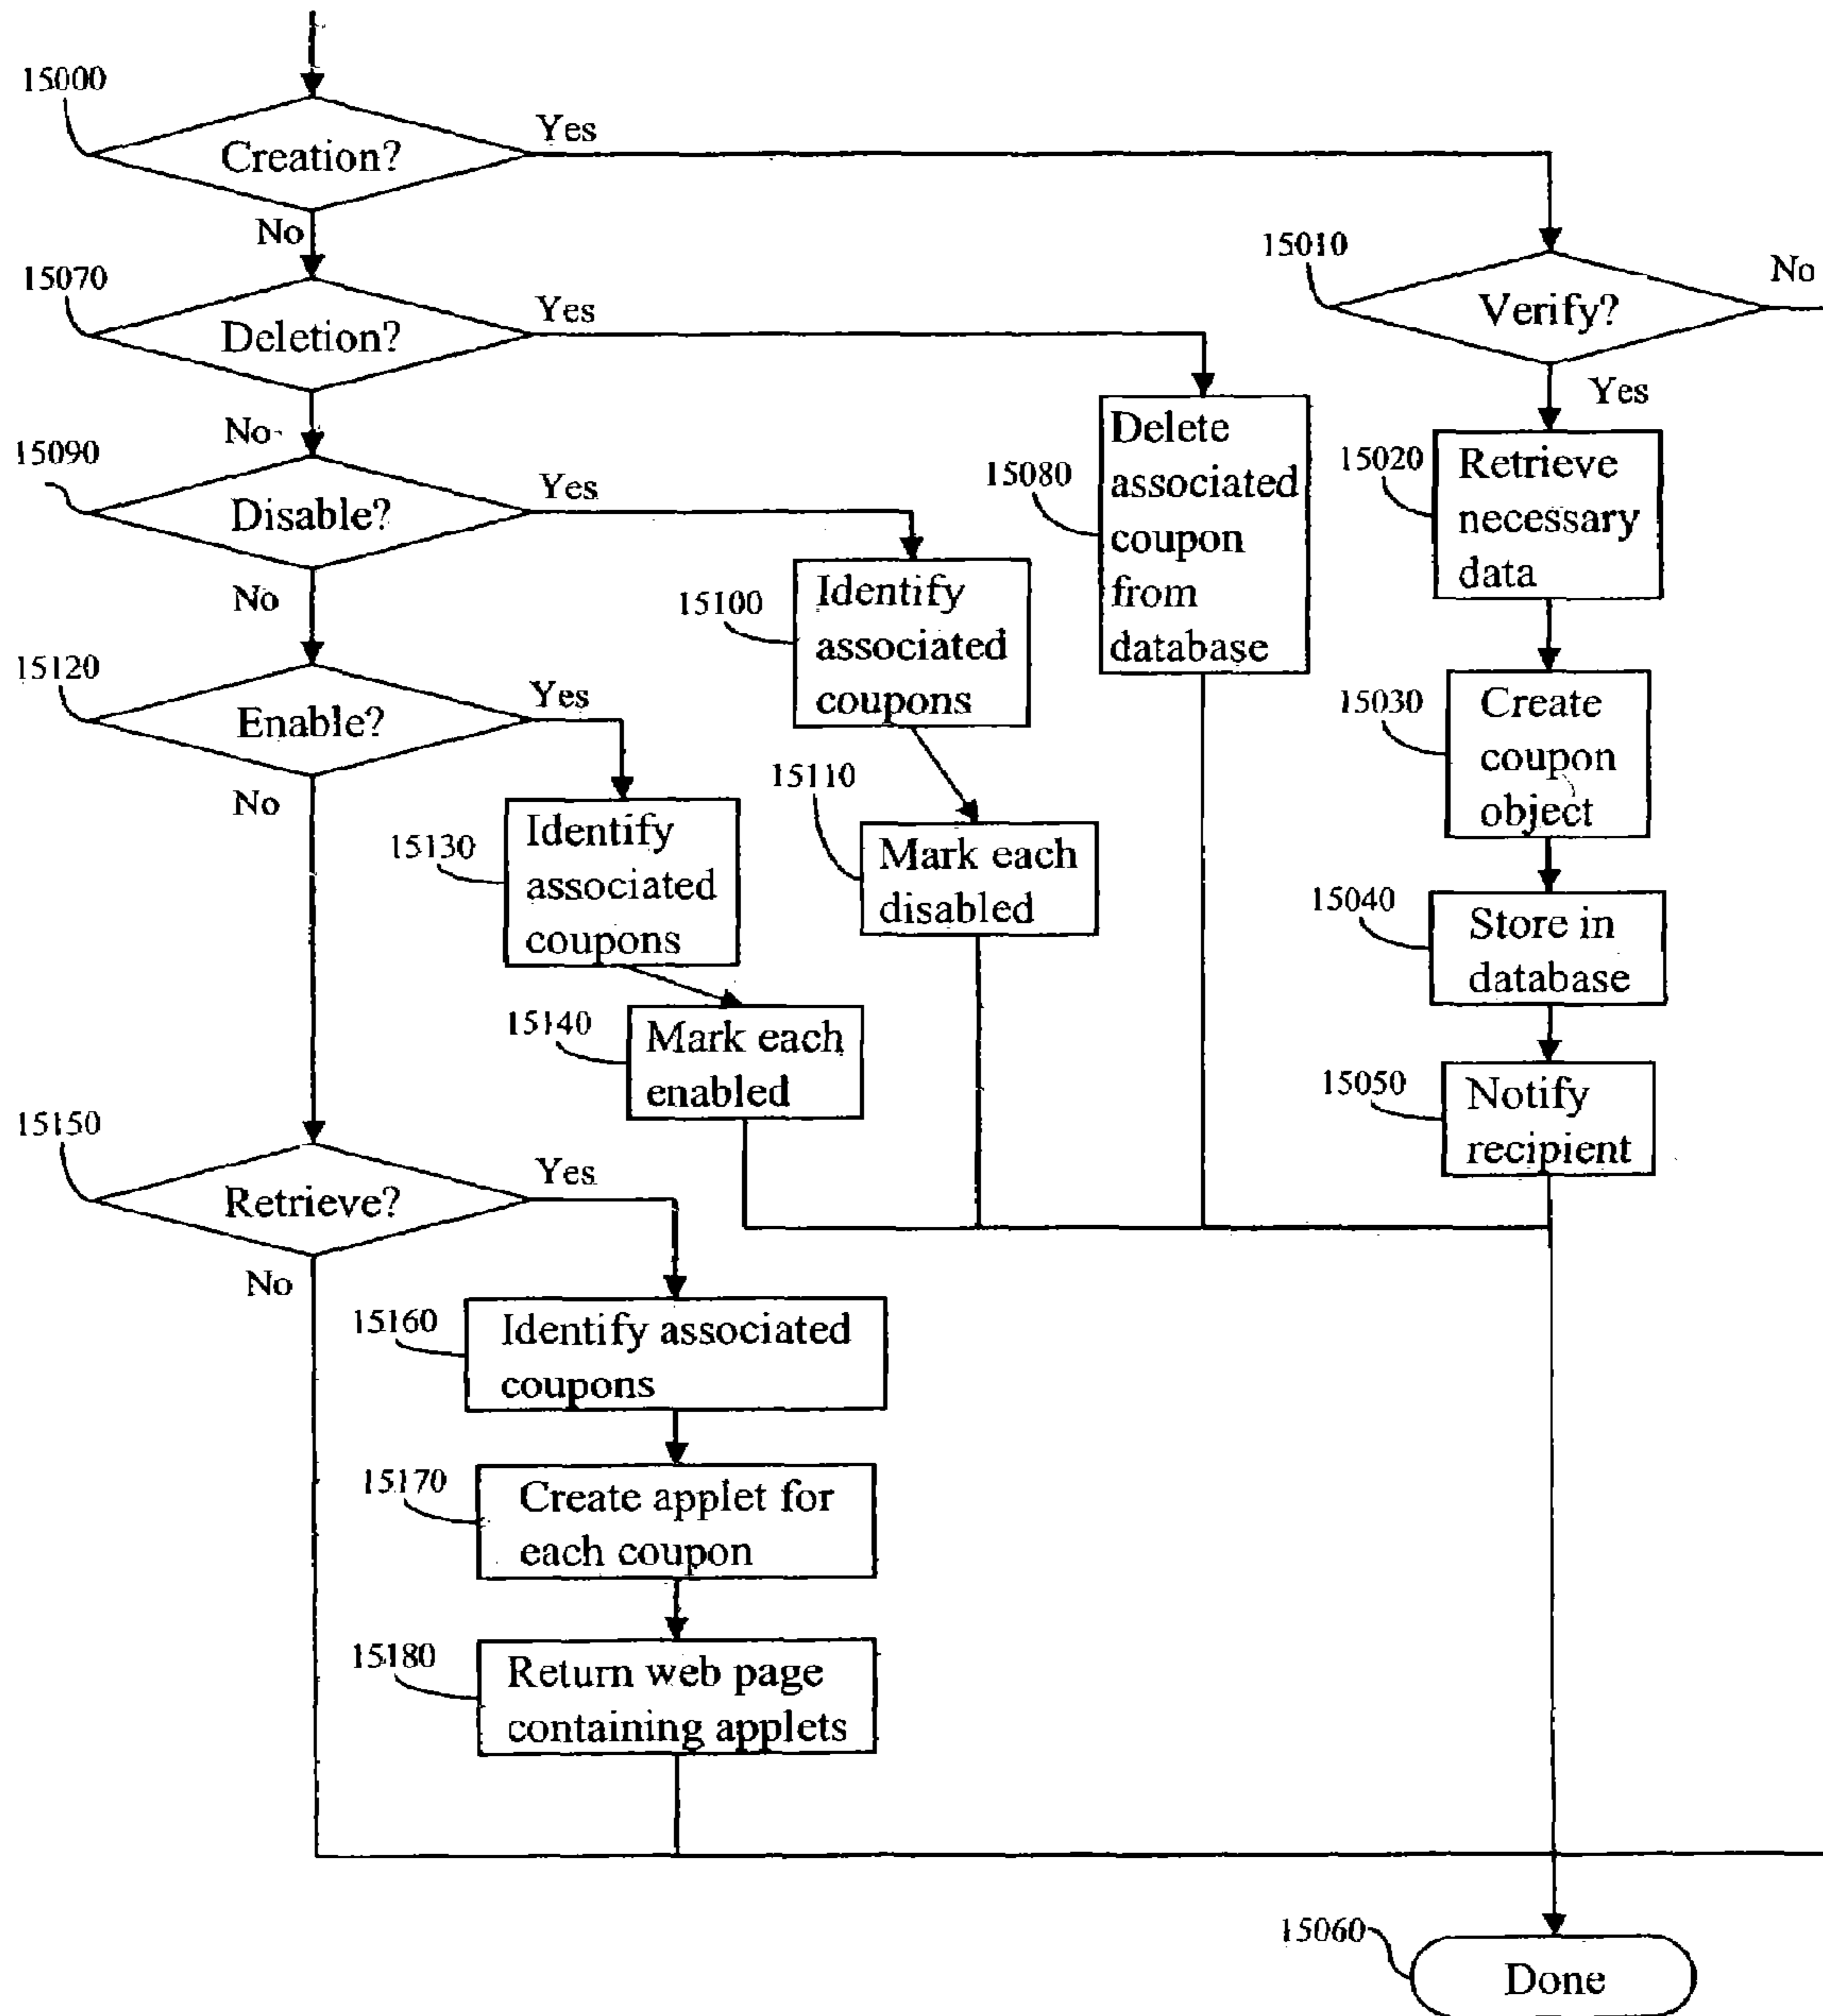 15000
Creation?
Yes
No
15010
Verify?
No
Yes
15070
Deletion?
Yes
No
15080
Delete
associated
coupon
from
database
15020
Retrieve
necessary
data
15090
Disable?
Yes
No
15100
Identify
associated
coupons
15110
Mark each
disabled
15030
Create
coupon
object
15040
Store in
database
15050
Notify
recipient
15120
Enable?
Yes
No
15130
Identify
associated
coupons
15140
Mark each
enabled
15150
Retrieve?
Yes
No
15160
Identify associated
coupons
15170
Create applet for
each coupon
15180
Return web page
containing applets
15060
Done